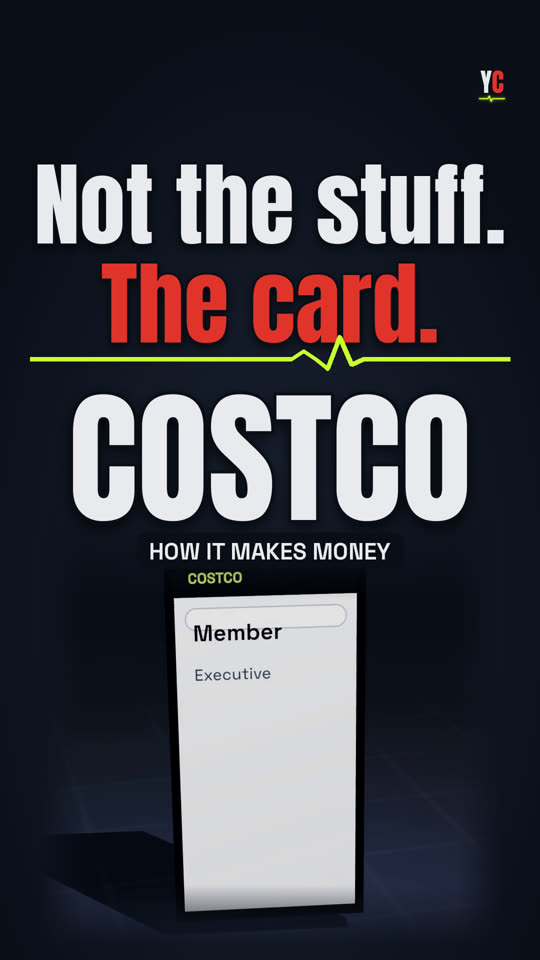 YC
Not the stuff.
The card.
COSTCO
HOW IT MAKES MONEY
COSTCO
Member
Executive